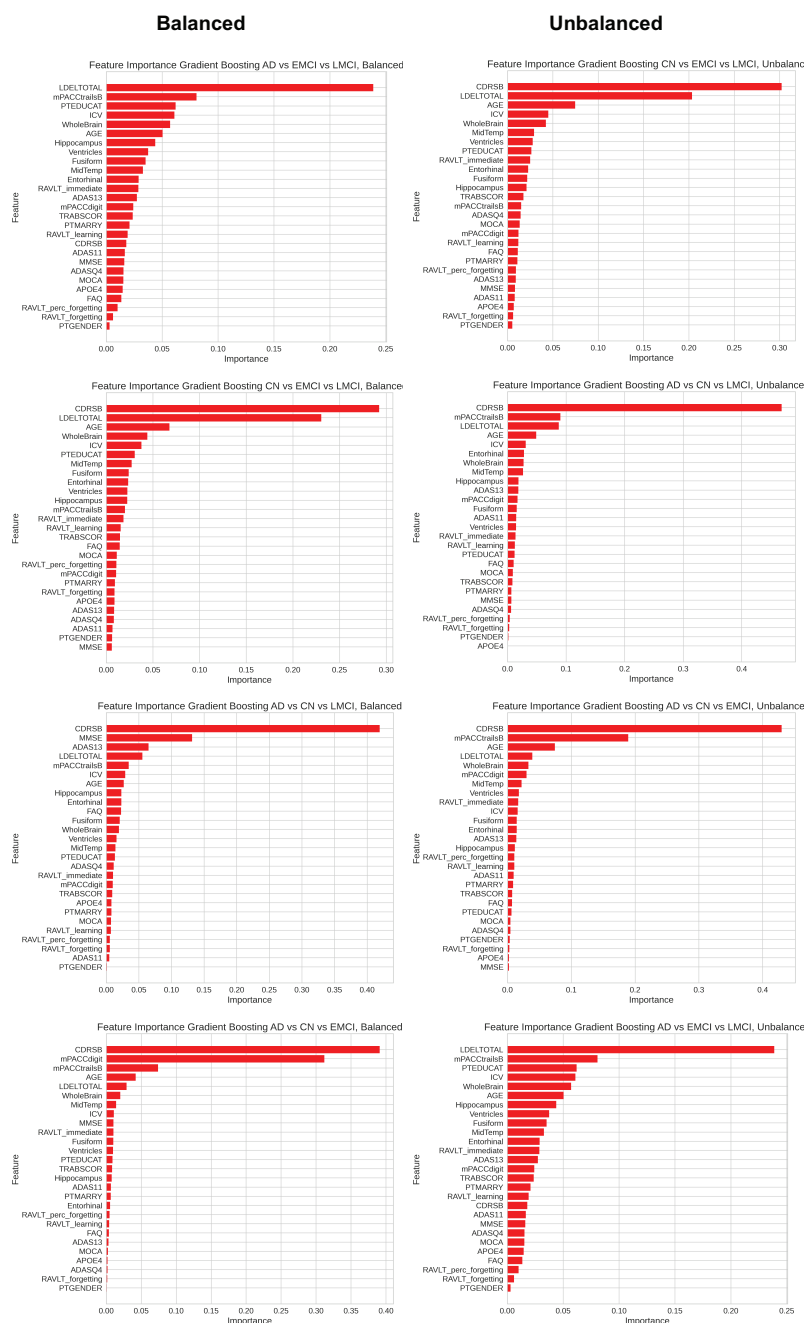 Balanced
Unbalanced
Feature Importance Gradient Boosting AD vs EMCI vs LMCI, Balanced
Feature
LDELTOTAL
mPACCtrailsB
PTEDUCAT
ICV
WholeBrain
AGE
Hippocampus
Ventricles
Fusiform
MidTemp
Entorhinal
RAVLT_immediate
ADAS13
mPACCdigit
TRABSCOR
PTMARRY
RAVLT_learning
CDRSB
ADAS11
MMSE
ADASQ4
MOCA
APOE4
FAQ
RAVLT_perc_forgetting
RAVLT_forgetting
PTGENDER
0.00 0.05 0.10 0.15 0.20 0.25
Importance
Feature Importance Gradient Boosting CN vs EMCI vs LMCI, Unbalanc
Feature
CDRSB
LDELTOTAL
AGE
ICV
WholeBrain
MidTemp
Ventricles
PTEDUCAT
RAVLT_immediate
Entorhinal
Fusiform
Hippocampus
TRABSCOR
mPACCtrailsB
ADASQ4
MOCA
mPACCdigit
RAVLT_learning
FAQ
PTMARRY
RAVLT_perc_forgetting
ADAS13
MMSE
ADAS11
APOE4
RAVLT_forgetting
PTGENDER
0.00 0.05 0.10 0.15 0.20 0.25 0.30
Importance
Feature Importance Gradient Boosting CN vs EMCI vs LMCI, Balanced
Feature
CDRSB
LDELTOTAL
AGE
WholeBrain
ICV
PTEDUCAT
MidTemp
Fusiform
Entorhinal
Ventricles
Hippocampus
mPACCtrailsB
RAVLT_immediate
RAVLT_learning
TRABSCOR
FAQ
MOCA
RAVLT_perc_forgetting
mPACCdigit
PTMARRY
RAVLT_forgetting
APOE4
ADAS13
ADASQ4
ADAS11
PTGENDER
MMSE
0.00 0.05 0.10 0.15 0.20 0.25 0.30
Importance
Feature Importance Gradient Boosting AD vs CN vs LMCI, Unbalance
Feature
CDRSB
mPACCtrailsB
LDELTOTAL
AGE
ICV
Entorhinal
WholeBrain
MidTemp
Hippocampus
ADAS13
mPACCdigit
Fusiform
ADAS11
Ventricles
RAVLT_immediate
RAVLT_learning
PTEDUCAT
FAQ
MOCA
TRABSCOR
PTMARRY
MMSE
ADASQ4
RAVLT_perc_forgetting
RAVLT_forgetting
PTGENDER
APOE4
0.0 0.1 0.2 0.3 0.4
Importance
Feature Importance Gradient Boosting AD vs CN vs LMCI, Balanced
Feature
CDRSB
MMSE
ADAS13
LDELTOTAL
mPACCtrailsB
ICV
AGE
Hippocampus
Entorhinal
FAQ
Fusiform
WholeBrain
Ventricles
MidTemp
PTEDUCAT
ADASQ4
RAVLT_immediate
mPACCdigit
TRABSCOR
APOE4
PTMARRY
MOCA
RAVLT_learning
RAVLT_perc_forgetting
RAVLT_forgetting
ADAS11
PTGENDER
0.00 0.05 0.10 0.15 0.20 0.25 0.30 0.35 0.40
Importance
Feature Importance Gradient Boosting AD vs CN vs EMCI, Unbalance
Feature
CDRSB
mPACCtrailsB
AGE
LDELTOTAL
WholeBrain
mPACCdigit
MidTemp
Ventricles
RAVLT_immediate
ICV
Fusiform
Entorhinal
ADAS13
Hippocampus
RAVLT_perc_forgetting
RAVLT_learning
ADAS11
PTMARRY
TRABSCOR
FAQ
PTEDUCAT
MOCA
ADASQ4
PTGENDER
RAVLT_forgetting
APOE4
MMSE
0.0 0.1 0.2 0.3 0.4
Importance
Feature Importance Gradient Boosting AD vs CN vs EMCI, Balanced
Feature
CDRSB
mPACCdigit
mPACCtrailsB
AGE
LDELTOTAL
WholeBrain
MidTemp
ICV
MMSE
RAVLT_immediate
Fusiform
Ventricles
PTEDUCAT
TRABSCOR
Hippocampus
ADAS11
PTMARRY
Entorhinal
RAVLT_perc_forgetting
RAVLT_learning
FAQ
ADAS13
MOCA
APOE4
ADASQ4
RAVLT_forgetting
PTGENDER
0.00 0.05 0.10 0.15 0.20 0.25 0.30 0.35 0.40
Importance
Feature Importance Gradient Boosting AD vs EMCI vs LMCI, Unbalanc
Feature
LDELTOTAL
mPACCtrailsB
PTEDUCAT
ICV
WholeBrain
AGE
Hippocampus
Ventricles
Fusiform
MidTemp
Entorhinal
RAVLT_immediate
ADAS13
mPACCdigit
TRABSCOR
PTMARRY
RAVLT_learning
CDRSB
ADAS11
MMSE
ADASQ4
MOCA
APOE4
FAQ
RAVLT_perc_forgetting
RAVLT_forgetting
PTGENDER
0.00 0.05 0.10 0.15 0.20 0.25
Importance